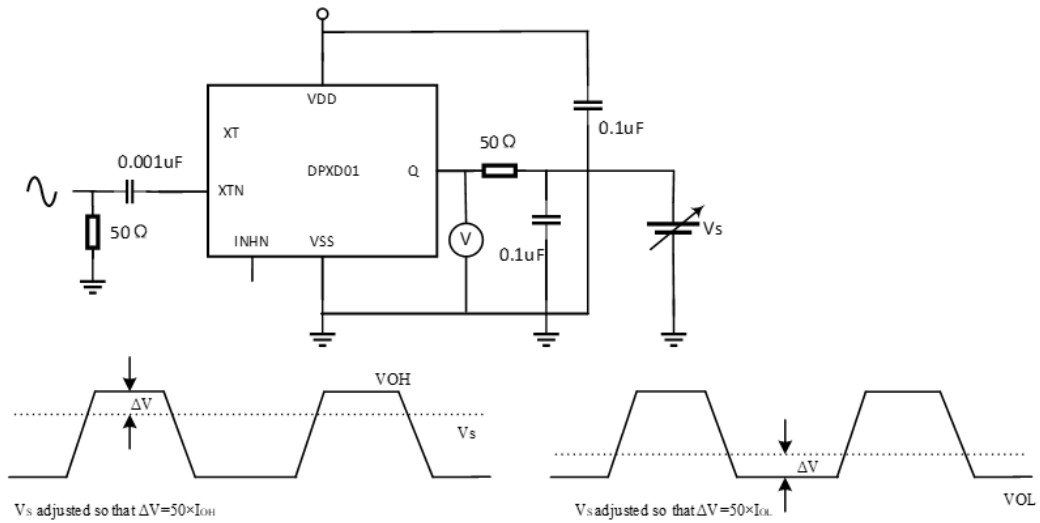 VDD
XT
0.1uF
50Ω
0.001uF
DPXD01
Q
XTN
50Ω
INHN
VSS
V
0.1uF
Vs
VOH
ΔV
Vs
ΔV
VOL
VS adjusted so that ΔV=50×IOH
VS adjusted so that ΔV=50×IOL